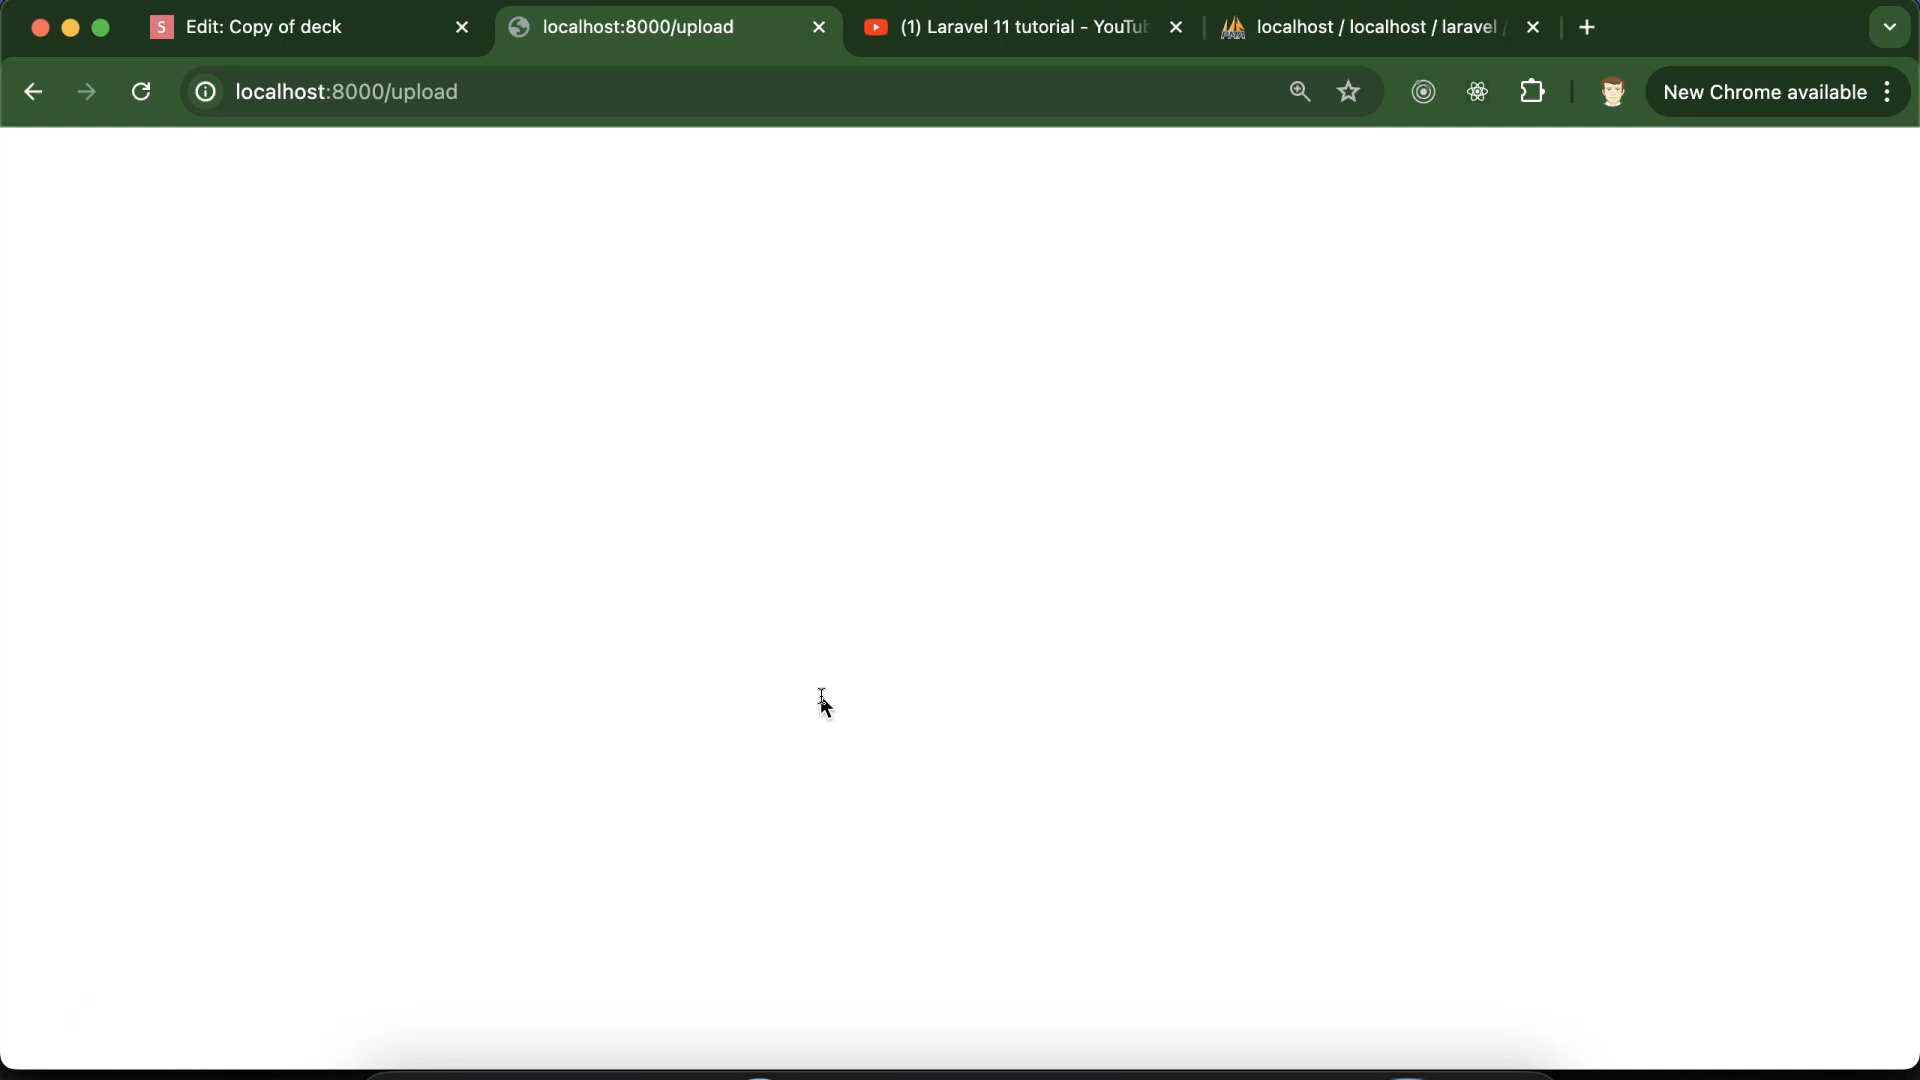 S Edit: Copy of deck
localhost:8000/upload
(1) Laravel 11 tutorial - YouTub
localhost / localhost / laravel /
localhost:8000/upload
New Chrome available